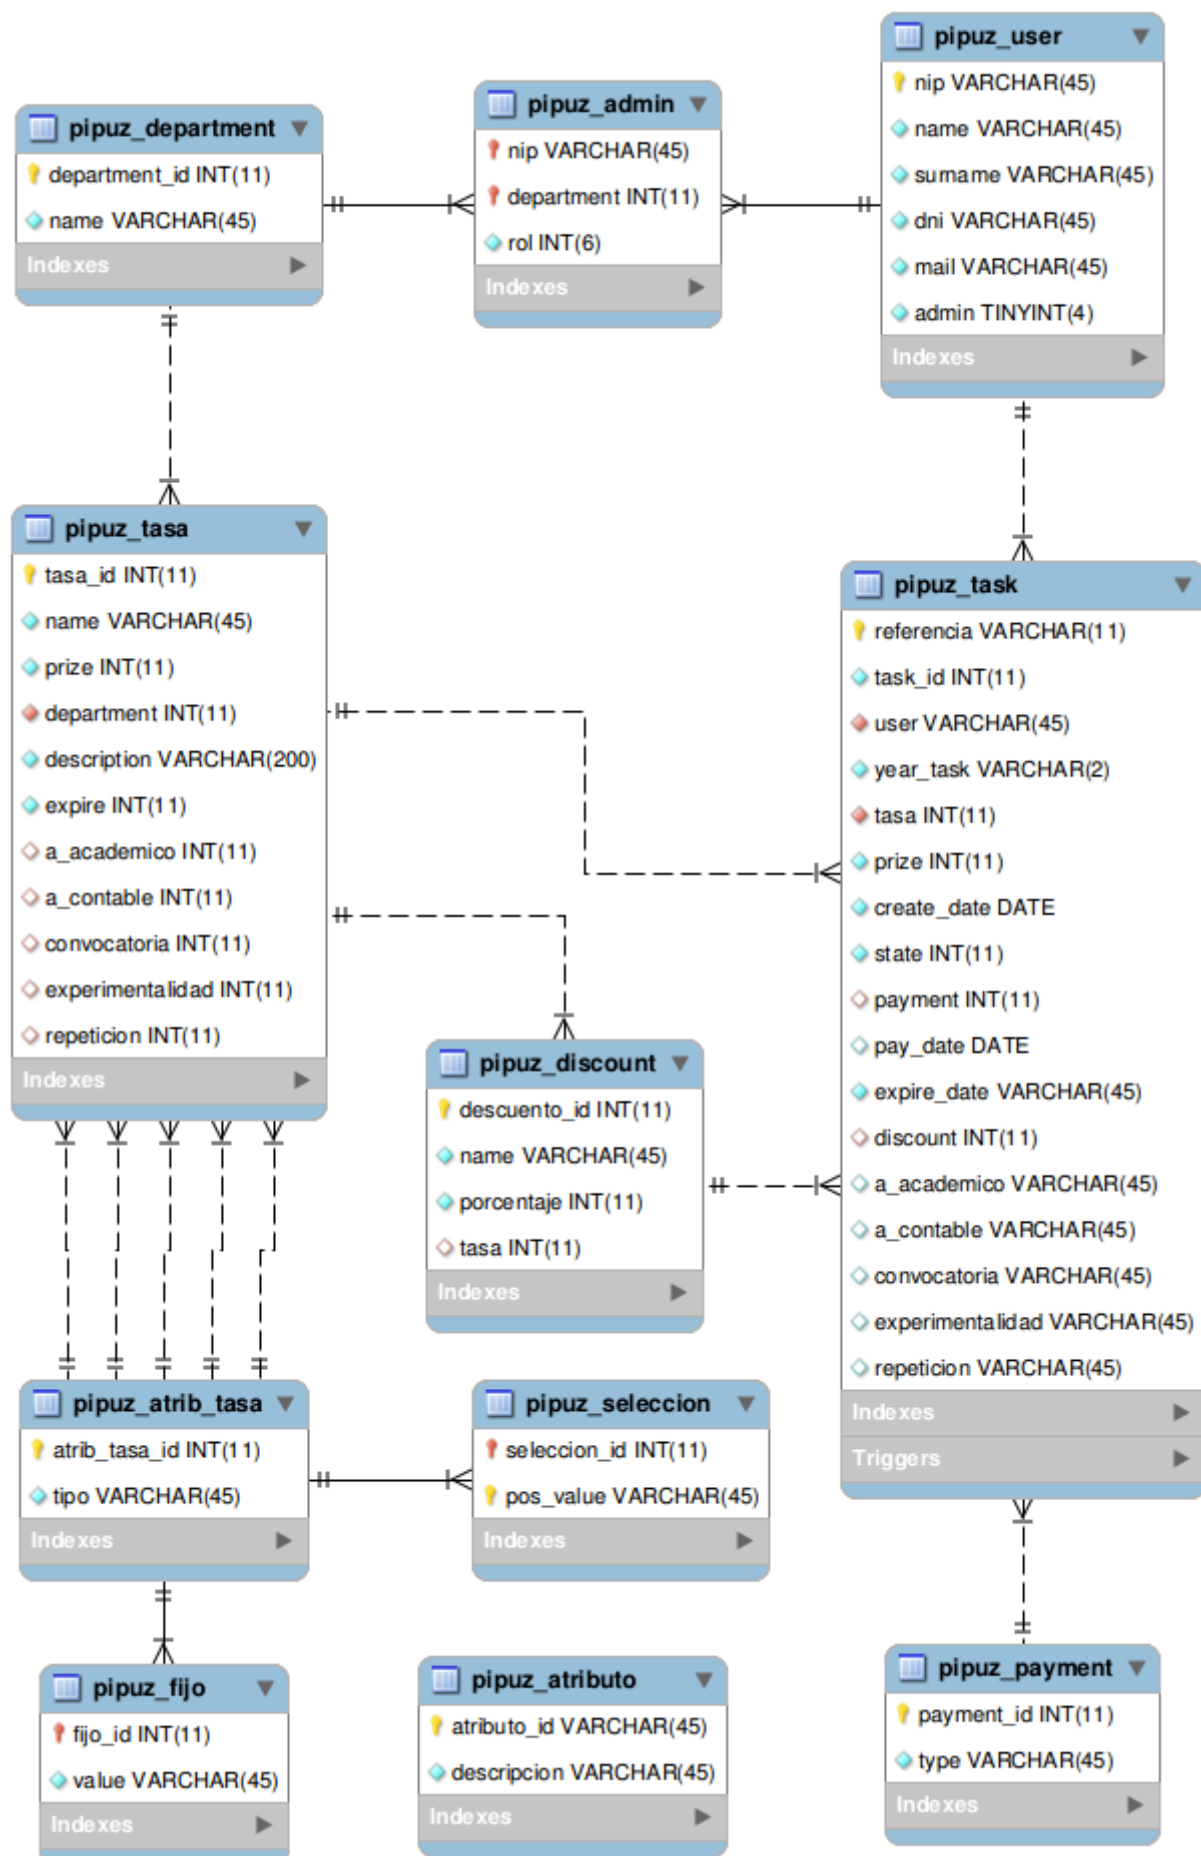 pipuz_department
department_id INT(11)
name VARCHAR(45)
Indexes
pipuz_admin
nip VARCHAR(45)
department INT(11)
rol INT(6)
Indexes
pipuz_user
nip VARCHAR(45)
name VARCHAR(45)
surname VARCHAR(45)
dni VARCHAR(45)
mail VARCHAR(45)
admin TINYINT(4)
Indexes
pipuz_tasa
tasa_id INT(11)
name VARCHAR(45)
prize INT(11)
department INT(11)
description VARCHAR(200)
expire INT(11)
a_academico INT(11)
a_contable INT(11)
convocatoria INT(11)
experimentalidad INT(11)
repeticion INT(11)
Indexes
pipuz_task
referencia VARCHAR(11)
task_id INT(11)
user VARCHAR(45)
year_task VARCHAR(2)
tasa INT(11)
prize INT(11)
create_date DATE
state INT(11)
payment INT(11)
pay_date DATE
expire_date VARCHAR(45)
discount INT(11)
a_academico VARCHAR(45)
a_contable VARCHAR(45)
convocatoria VARCHAR(45)
experimentalidad VARCHAR(45)
repeticion VARCHAR(45)
Indexes
Triggers
pipuz_discount
descuento_id INT(11)
name VARCHAR(45)
porcentaje INT(11)
tasa INT(11)
Indexes
pipuz_atrib_tasa
atrib_tasa_id INT(11)
tipo VARCHAR(45)
Indexes
pipuz_seleccion
seleccion_id INT(11)
pos_value VARCHAR(45)
Indexes
pipuz_fijo
fijo_id INT(11)
value VARCHAR(45)
Indexes
pipuz_atributo
atributo_id VARCHAR(45)
descripcion VARCHAR(45)
Indexes
pipuz_payment
payment_id INT(11)
type VARCHAR(45)
Indexes